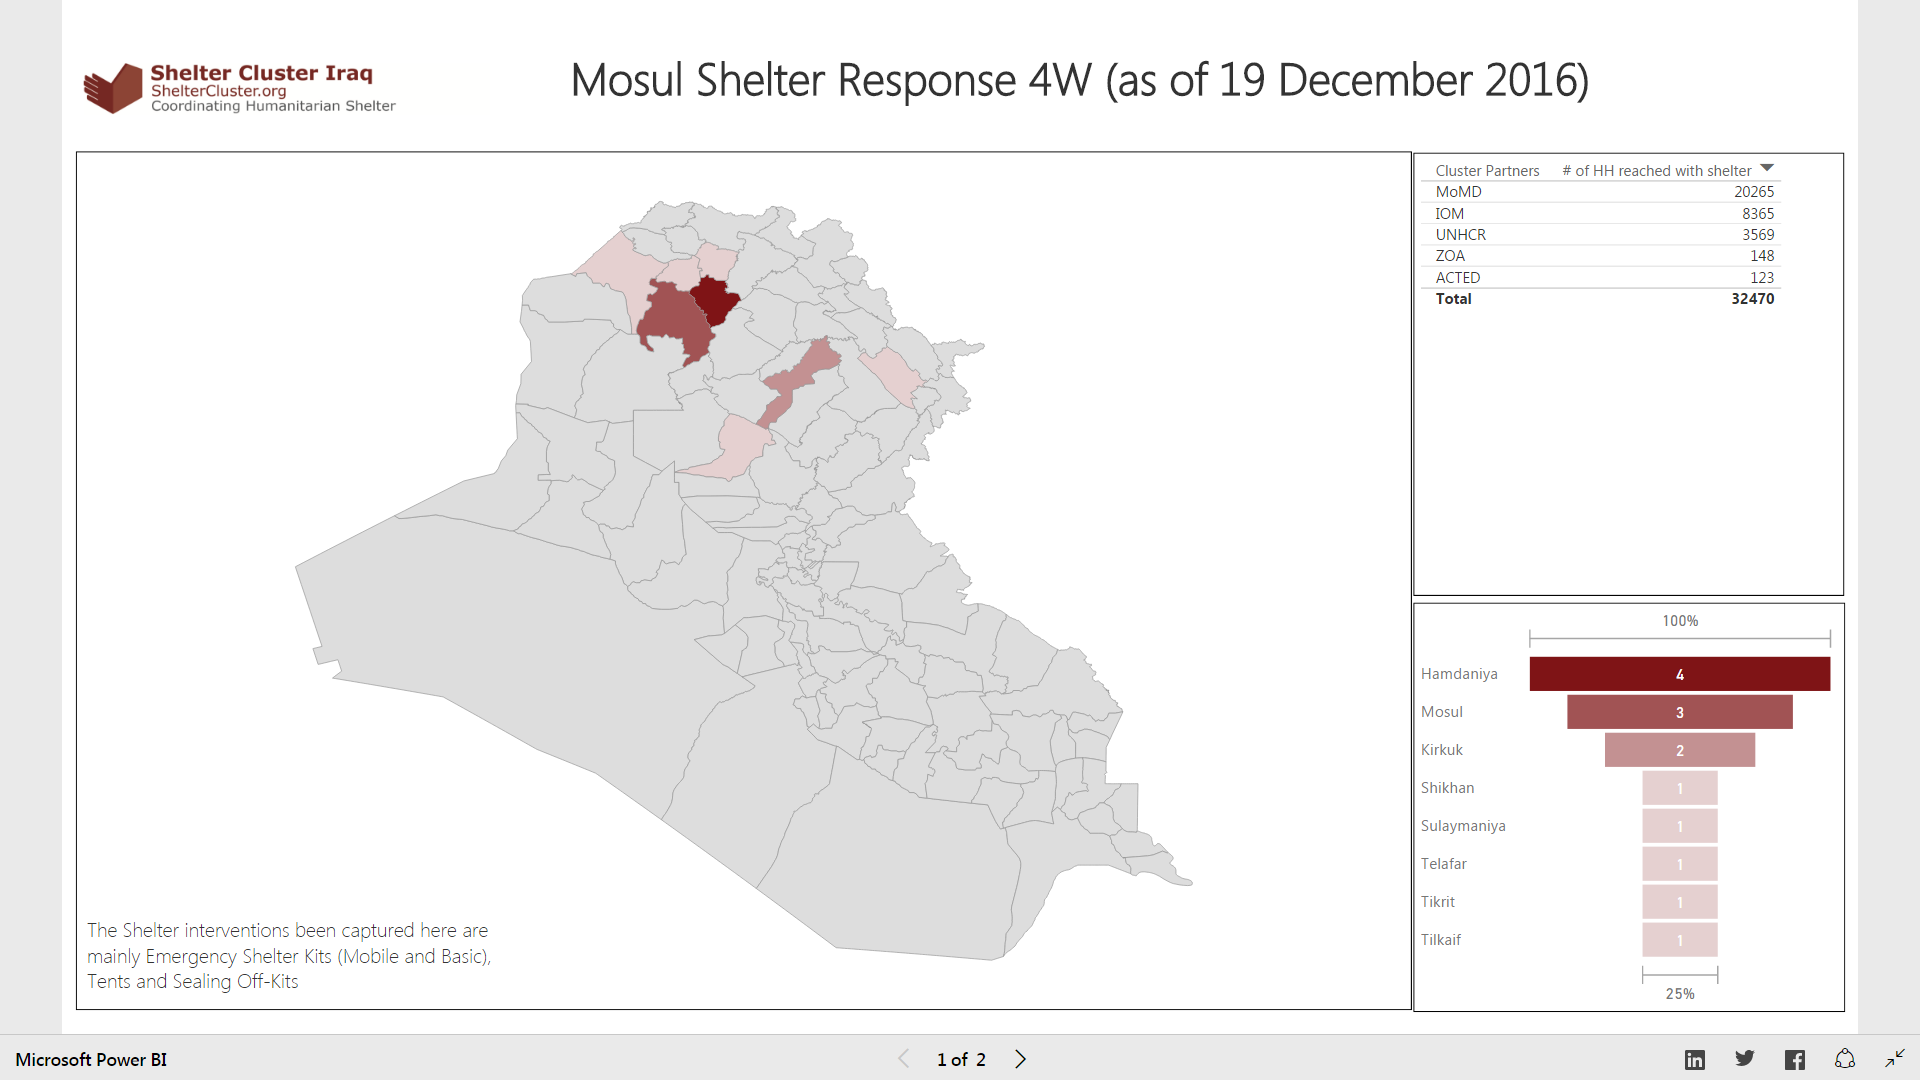 Shelter Cluster Iraq
ShelterCluster.org
Coordinating Humanitarian Shelter
Mosul Shelter Response 4W (as of 19 December 2016)
The Shelter interventions been captured here are
mainly Emergency Shelter Kits (Mobile and Basic),
Tents and Sealing Off-Kits
Cluster Partners # of HH reached with shelter
MoMD 20265
IOM 8365
UNHCR 3569
ZOA 148
ACTED 123
Total 32470
100%
Hamdaniya 4
Mosul 3
Kirkuk 2
Shikhan 1
Sulaymaniya 1
Telafar 1
Tikrit 1
Tilkaif 1
25%
Microsoft Power BI
1 of 2